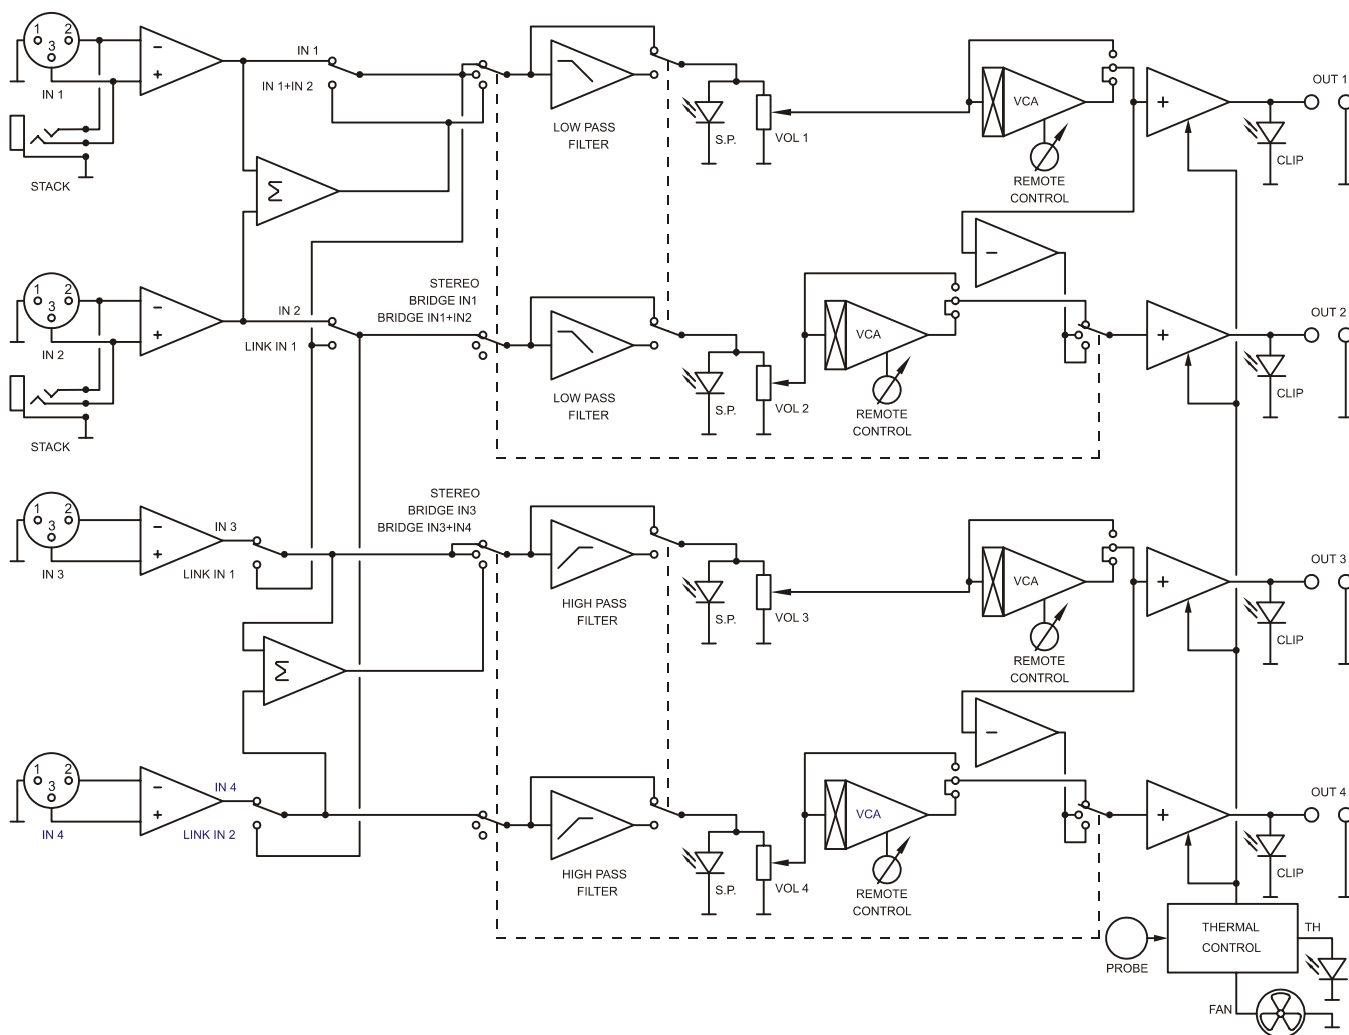 1 2
3
IN 1
STACK
−
+
IN 1
IN 1+IN 2
Σ
LOW PASS
FILTER
S.P.
VOL 1
VCA
REMOTE
CONTROL
+
OUT 1
CLIP
1 2
3
IN 2
STACK
−
+
IN 2
LINK IN 1
STEREO
BRIDGE IN1
BRIDGE IN1+IN2
LOW PASS
FILTER
S.P.
VOL 2
VCA
REMOTE
CONTROL
−
+
OUT 2
CLIP
1 2
3
IN 3
−
+
IN 3
LINK IN 1
STEREO
BRIDGE IN3
BRIDGE IN3+IN4
Σ
HIGH PASS
FILTER
S.P.
VOL 3
VCA
REMOTE
CONTROL
+
OUT 3
CLIP
1 2
3
IN 4
−
+
IN 4
LINK IN 2
HIGH PASS
FILTER
S.P.
VOL 4
VCA
REMOTE
CONTROL
−
+
OUT 4
CLIP
PROBE
THERMAL
CONTROL
TH
FAN